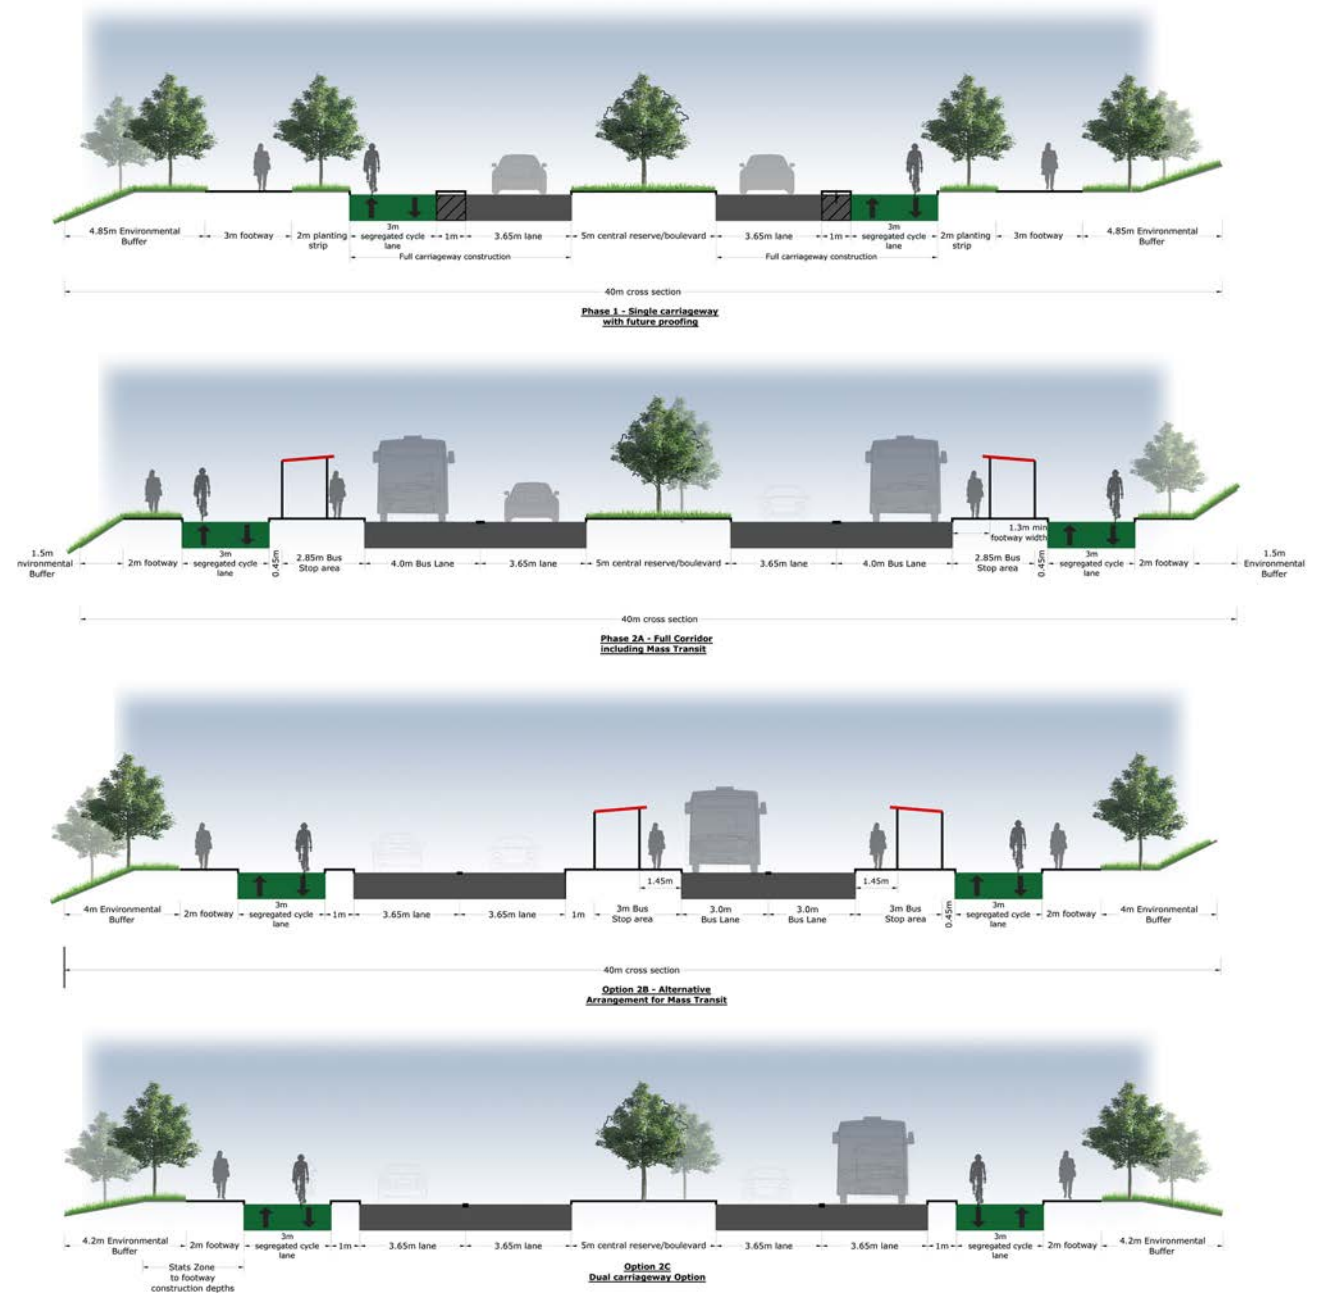 4.85m Environmental
Buffer
3m footway
2m planting
strip
3m
segregated cycle
lane
1m
3.65m lane
5m central reserve/boulevard
3.65m lane
1m
3m
segregated cycle
lane
2m planting
strip
3m footway
4.85m Environmental
Buffer
Full carriageway construction
Full carriageway construction
40m cross section
Phase 1 - Single carriageway
with future proofing
1.5m
nvironmental
Buffer
2m footway
3m
segregated cycle
lane
0.45m
2.85m Bus
Stop area
4.0m Bus Lane
3.65m lane
5m central reserve/boulevard
3.65m lane
4.0m Bus Lane
1.3m min
footway width
2.85m Bus
Stop area
0.45m
3m
segregated cycle
lane
2m footway
1.5m
Environmental
Buffer
40m cross section
Phase 2A - Full Corridor
including Mass Transit
4m Environmental
Buffer
2m footway
3m
segregated cycle
lane
1m
3.65m lane
3.65m lane
1m
3m Bus
Stop area
1.45m
3.0m
Bus Lane
3.0m
Bus Lane
1.45m
3m Bus
Stop area
0.45m
3m
segregated cycle
lane
2m footway
4m Environmental
Buffer
40m cross section
Option 2B - Alternative
Arrangement for Mass Transit
4.2m Environmental
Buffer
2m footway
3m
segregated cycle
lane
1m
3.65m lane
3.65m lane
5m central reserve/boulevard
3.65m lane
3.65m lane
1m
3m
segregated cycle
lane
2m footway
4.2m Environmental
Buffer
Stats Zone
to footway
construction depths
Option 2C
Dual carriageway Option